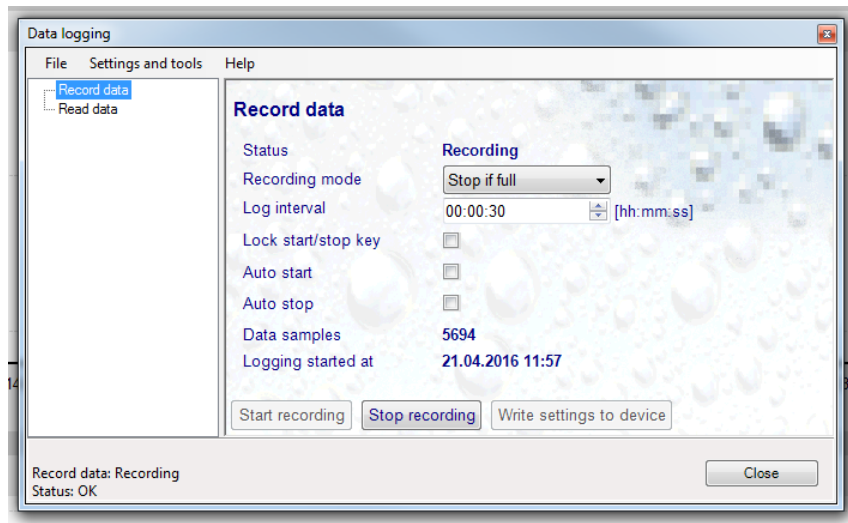 Data logging
File Settings and tools Help
Record data
Read data
Record data
Status Recording
Recording mode Stop if full
Log interval 00:00:30 [hh:mm:ss]
Lock start/stop key
Auto start
Auto stop
Data samples 5694
Logging started at 21.04.2016 11:57
Start recording Stop recording Write settings to device
Record data: Recording
Status: OK
Close